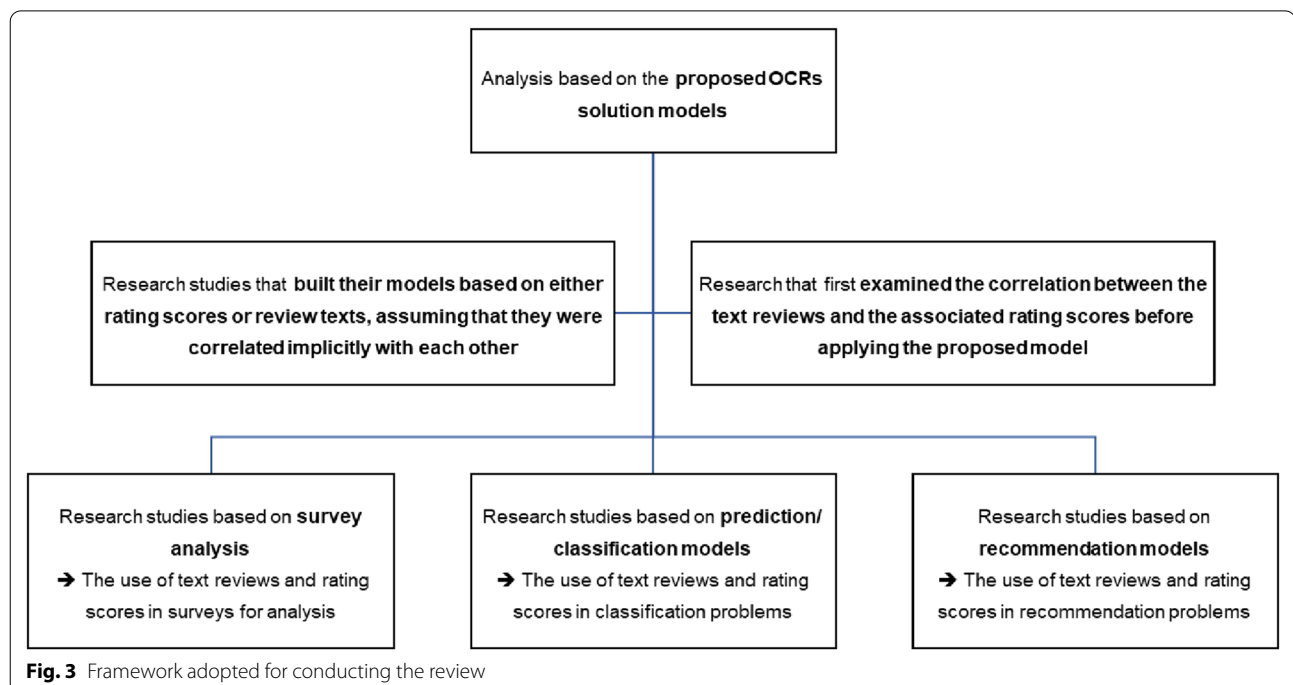 Analysis based on the proposed OCRs
solution models
Research studies that built their models based on either
rating scores or review texts, assuming that they were
correlated implicitly with each other
Research that first examined the correlation between the
text reviews and the associated rating scores before
applying the proposed model
Research studies based on survey
analysis
➔ The use of text reviews and rating
scores in surveys for analysis
Research studies based on prediction/
classification models
➔ The use of text reviews and rating
scores in classification problems
Research studies based on
recommendation models
➔ The use of text reviews and rating
scores in recommendation problems
Fig. 3 Framework adopted for conducting the review